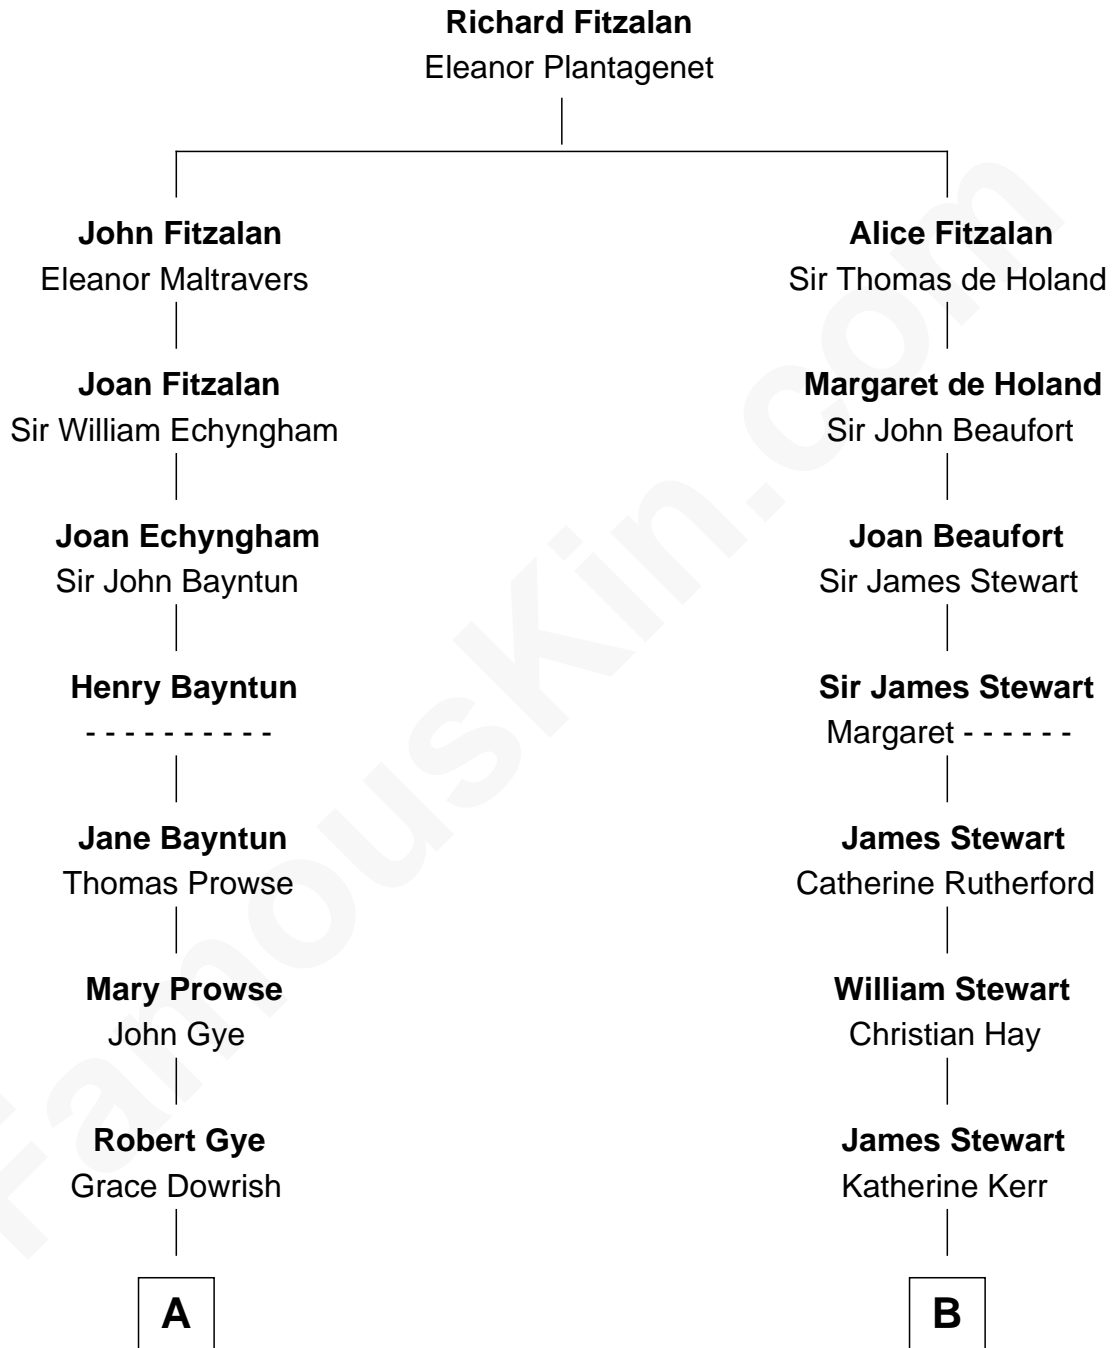 Richard Fitzalan
Eleanor Plantagenet
John Fitzalan
Eleanor Maltravers
Alice Fitzalan
Sir Thomas de Holand
Joan Fitzalan
Sir William Echyngham
Margaret de Holand
Sir John Beaufort
Joan Echyngham
Sir John Bayntun
Joan Beaufort
Sir James Stewart
Henry Bayntun
- - - - - - - - - -
Sir James Stewart
Margaret - - - - - -
Jane Bayntun
Thomas Prowse
James Stewart
Catherine Rutherford
Mary Prowse
John Gye
William Stewart
Christian Hay
Robert Gye
Grace Dowrish
James Stewart
Katherine Kerr
A
B
FamousKin.com